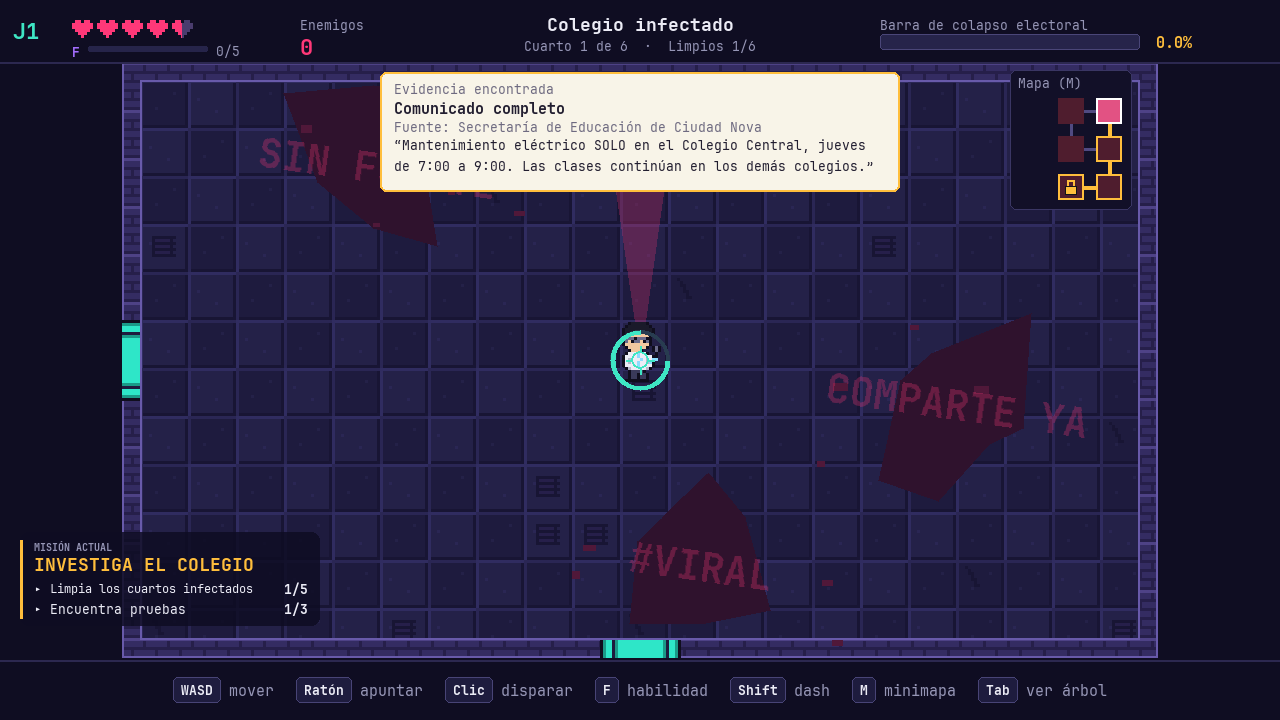 J1
F
0/5
Enemigos
0
Colegio infectado
Cuarto 1 de 6 · Limpios 1/6
Barra de colapso electoral
0.0%
Evidencia encontrada
Comunicado completo
Fuente: Secretaría de Educación de Ciudad Nova
“Mantenimiento eléctrico SOLO en el Colegio Central, jueves
de 7:00 a 9:00. Las clases continúan en los demás colegios.”
Mapa (M)
SIN F
COMPARTE YA
#VIRAL
MISIÓN ACTUAL
INVESTIGA EL COLEGIO
▸ Limpia los cuartos infectados 1/5
▸ Encuentra pruebas 1/3
WASD mover Ratón apuntar Clic disparar F habilidad Shift dash M minimapa Tab ver árbol